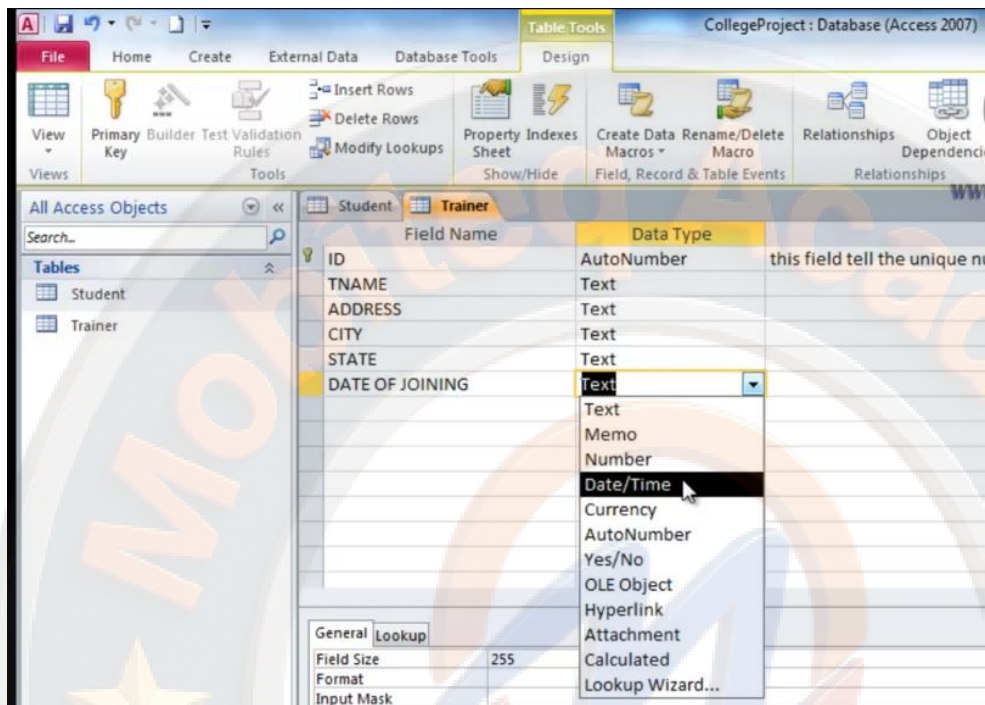 Table Tools
CollegeProject : Database (Access 2007)
File Home Create External Data Database Tools Design
View
Primary Key
Builder
Test Validation Rules
Insert Rows
Delete Rows
Modify Lookups
Property Sheet
Indexes
Create Data Macros
Rename/Delete Macro
Relationships
Object
Views Tools Show/Hide Field, Record & Table Events Relationships
All Access Objects
Search...
Tables
Student
Trainer
Student Trainer
Field Name Data Type
ID AutoNumber this field tell the unique
TNAME Text
ADDRESS Text
CITY Text
STATE Text
DATE OF JOINING Text
Text
Memo
Number
Date/Time
Currency
AutoNumber
Yes/No
OLE Object
Hyperlink
Attachment
Calculated
Lookup Wizard...
General Lookup
Field Size 255
Format
Input Mask
Mohiteq